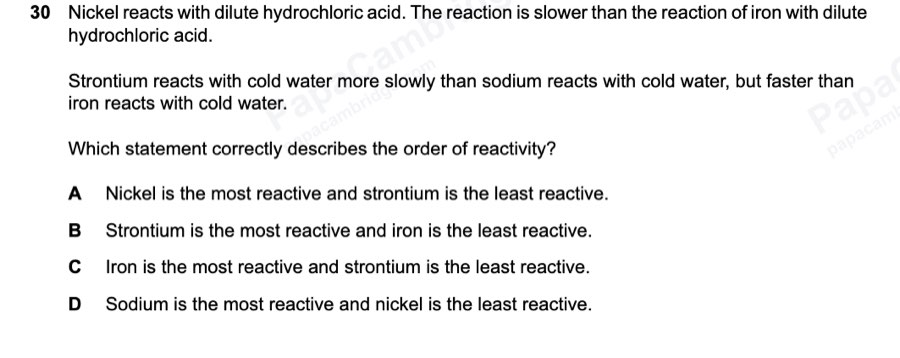 30 Nickel reacts with dilute hydrochloric acid. The reaction is slower than the reaction of iron with dilute
hydrochloric acid.
Strontium reacts with cold water more slowly than sodium reacts with cold water, but faster than
iron reacts with cold water.
Which statement correctly describes the order of reactivity?
A Nickel is the most reactive and strontium is the least reactive.
B Strontium is the most reactive and iron is the least reactive.
C Iron is the most reactive and strontium is the least reactive.
D Sodium is the most reactive and nickel is the least reactive.